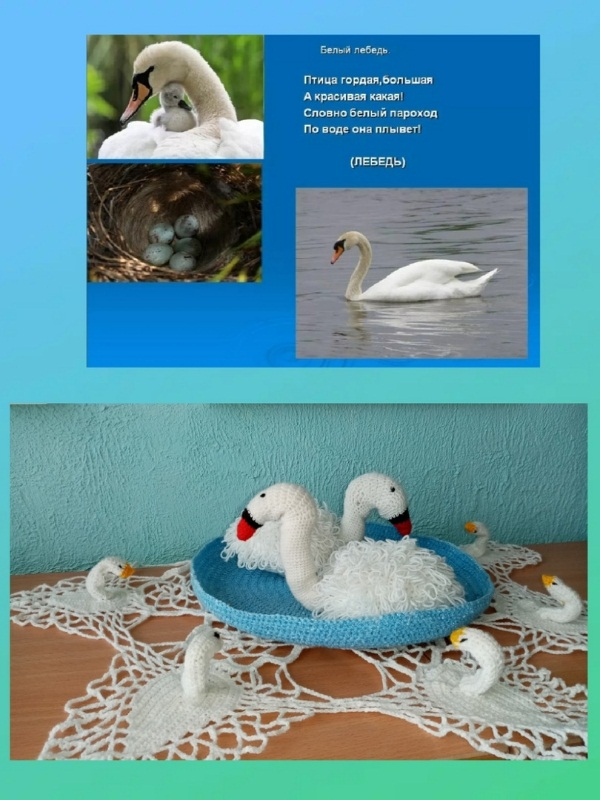 Белый лебедь.
Птица гордая,большая
А красивая какая!
Словно белый пароход
По воде она плывет!
(ЛЕБЕДЬ)